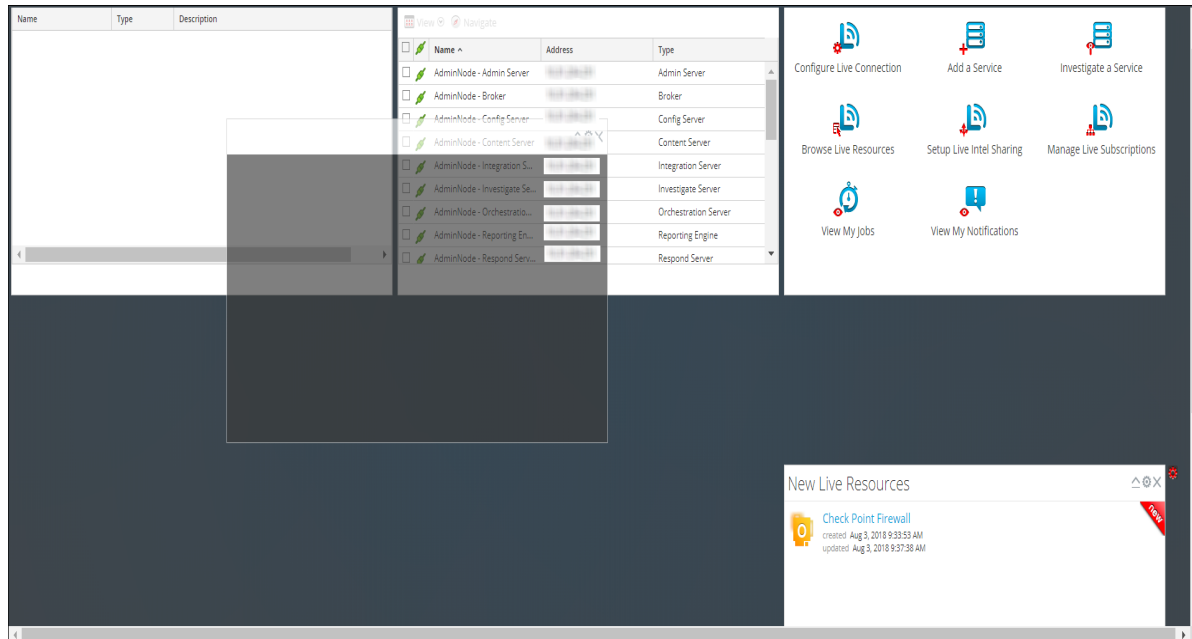 Name Type Description
View Navigate
Name Address Type
AdminNode - Admin Server Admin Server
AdminNode - Broker Broker
AdminNode - Config Server Config Server
AdminNode - Content Server Content Server
AdminNode - Integration S... Integration Server
AdminNode - Investigate Se... Investigate Server
AdminNode - Orchestratio... Orchestration Server
AdminNode - Reporting En... Reporting Engine
AdminNode - Respond Serv... Respond Server
Configure Live Connection
Add a Service
Investigate a Service
Browse Live Resources
Setup Live Intel Sharing
Manage Live Subscriptions
View My Jobs
View My Notifications
New Live Resources
new
Check Point Firewall
created Aug 3, 2018 9:33:53 AM
updated Aug 3, 2018 9:37:38 AM